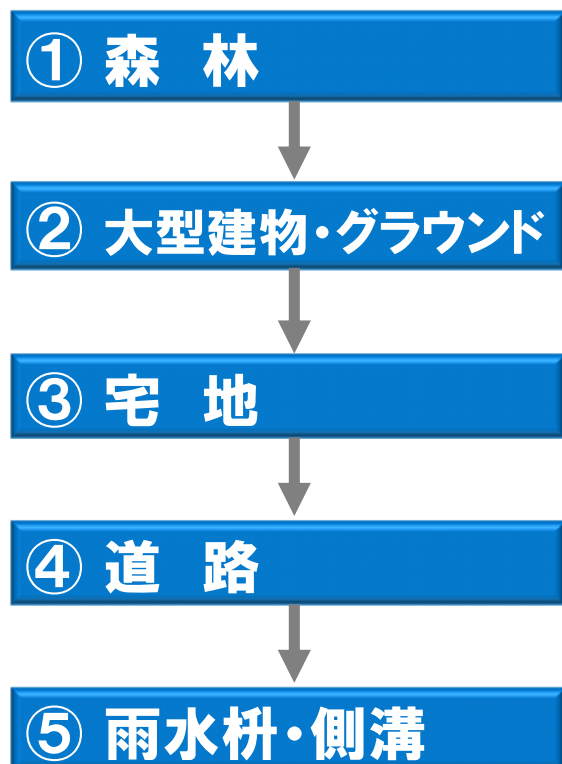 ① 森 林
② 大型建物・グラウンド
③ 宅 地
④ 道 路
⑤ 雨水枡・側溝